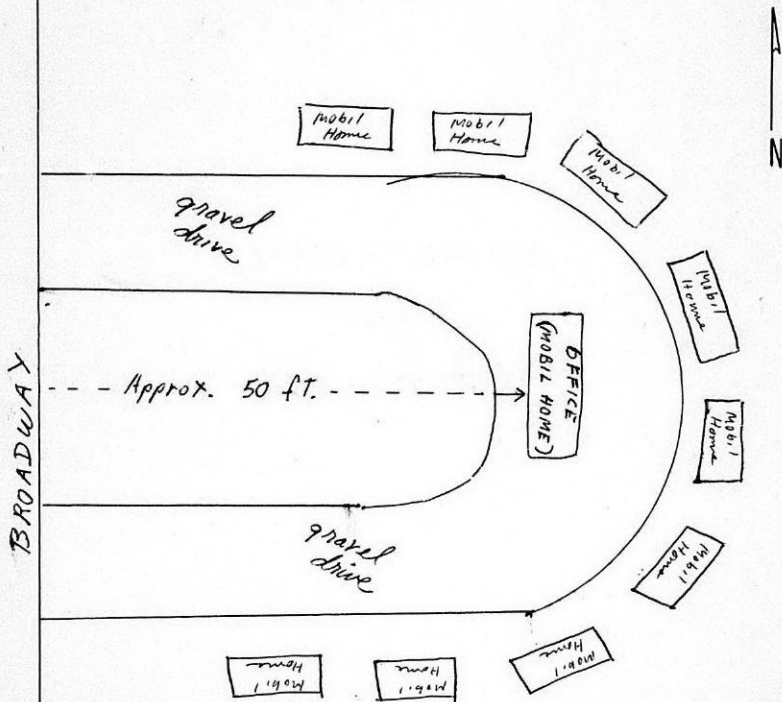 N
Mobil
Home
Mobil
Home
Mobil
Home
gravel
drive
Mobil
Home
OFFICE
(MOBIL HOME)
BROADWAY
Approx. 50 ft.
Mobil
Home
gravel
drive
Mobil
Home
Mobil
Home
Mobil
Home
Mobil
Home